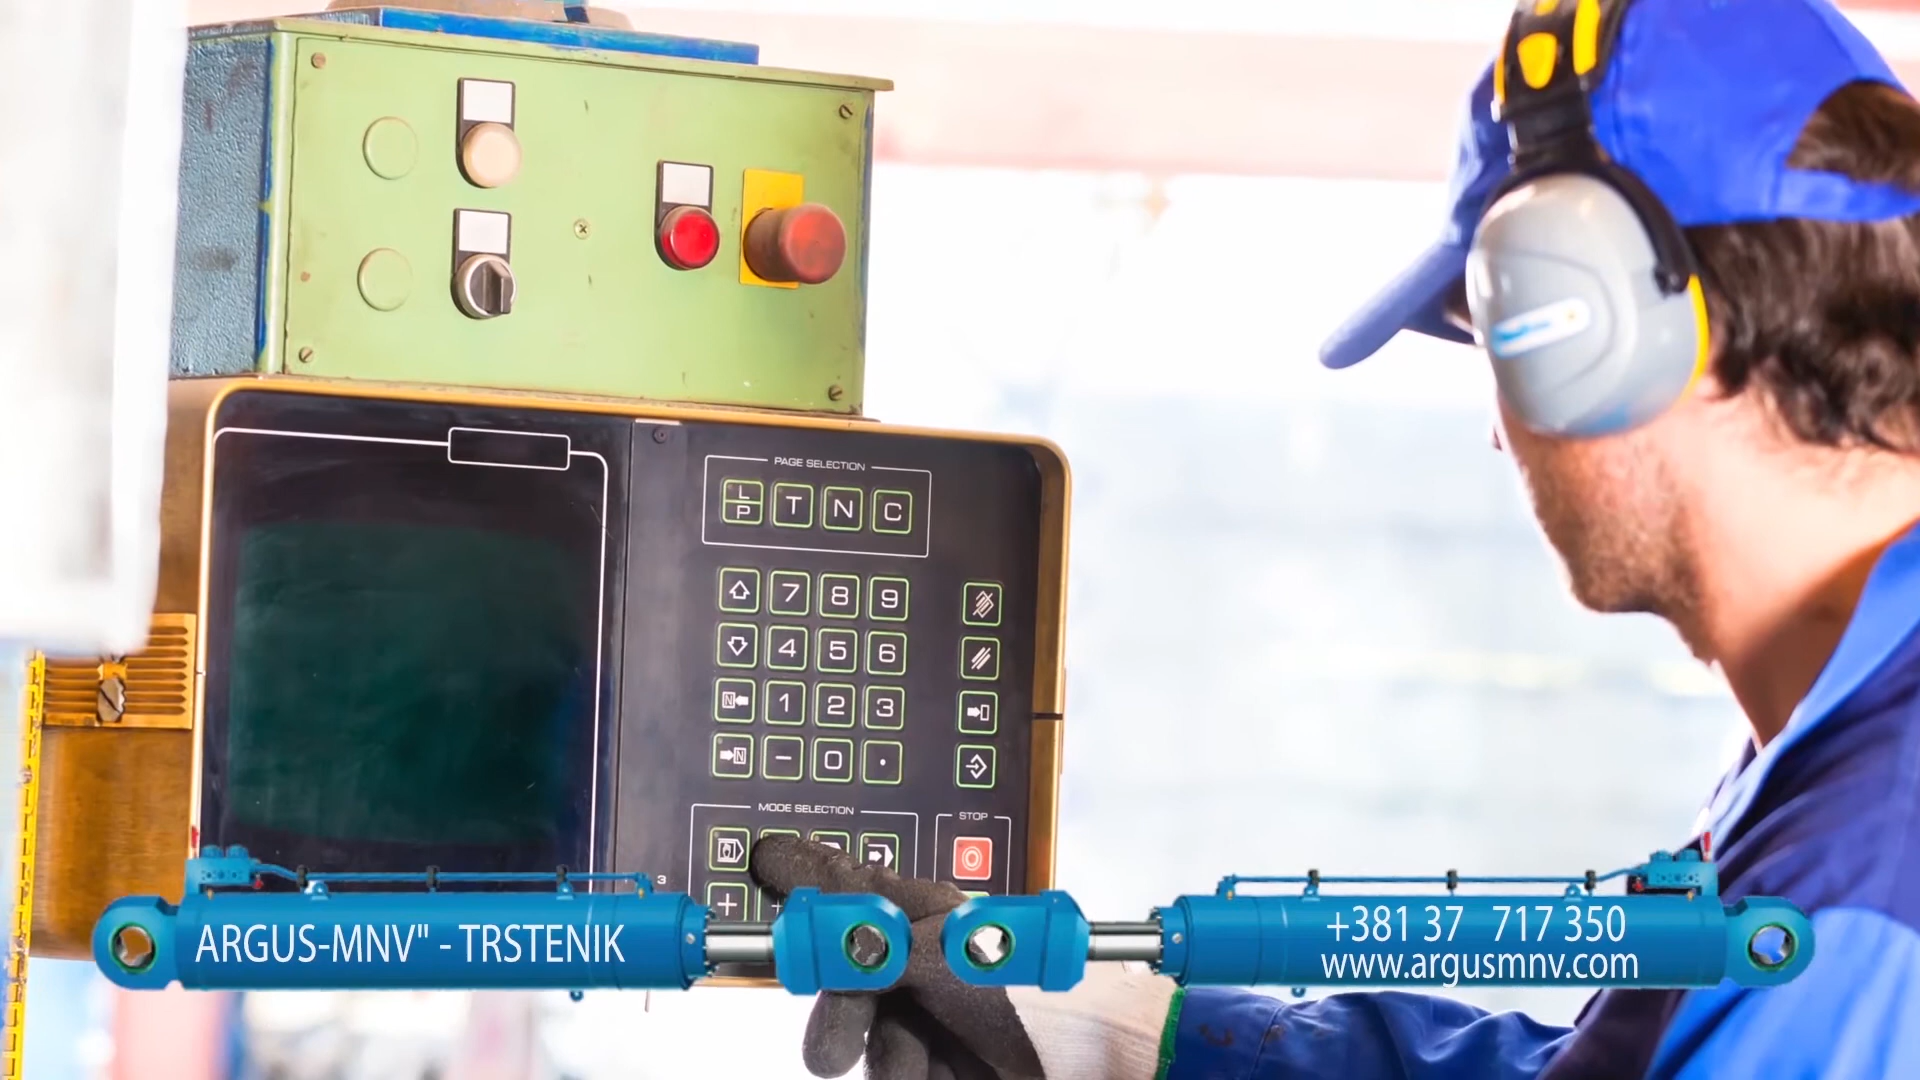 PAGE SELECTION
L P T N C
7 8 9
4 5 6
N 1 2 3
N − 0 .
MODE SELECTION
STOP
3
+ +
ARGUS-MNV" - TRSTENIK
+381 37 717 350
www.argusmnv.com